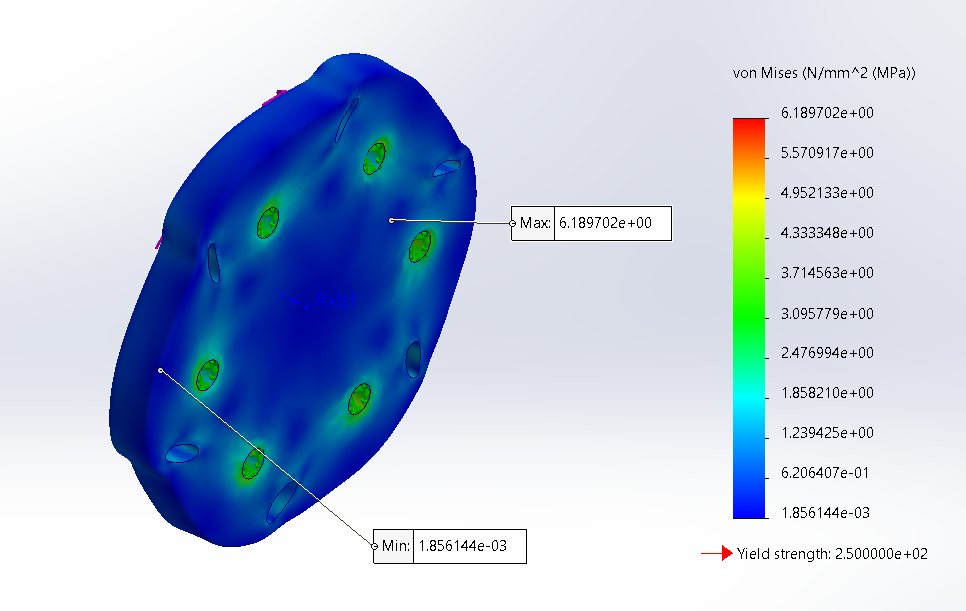 von Mises (N/mm^2 (MPa))
6.189702e+00
5.570917e+00
4.952133e+00
4.333348e+00
3.714563e+00
3.095779e+00
2.476994e+00
1.858210e+00
1.239425e+00
6.206407e-01
1.856144e-03
Yield strength: 2.500000e+02
Max: 6.189702e+00
Min: 1.856144e-03